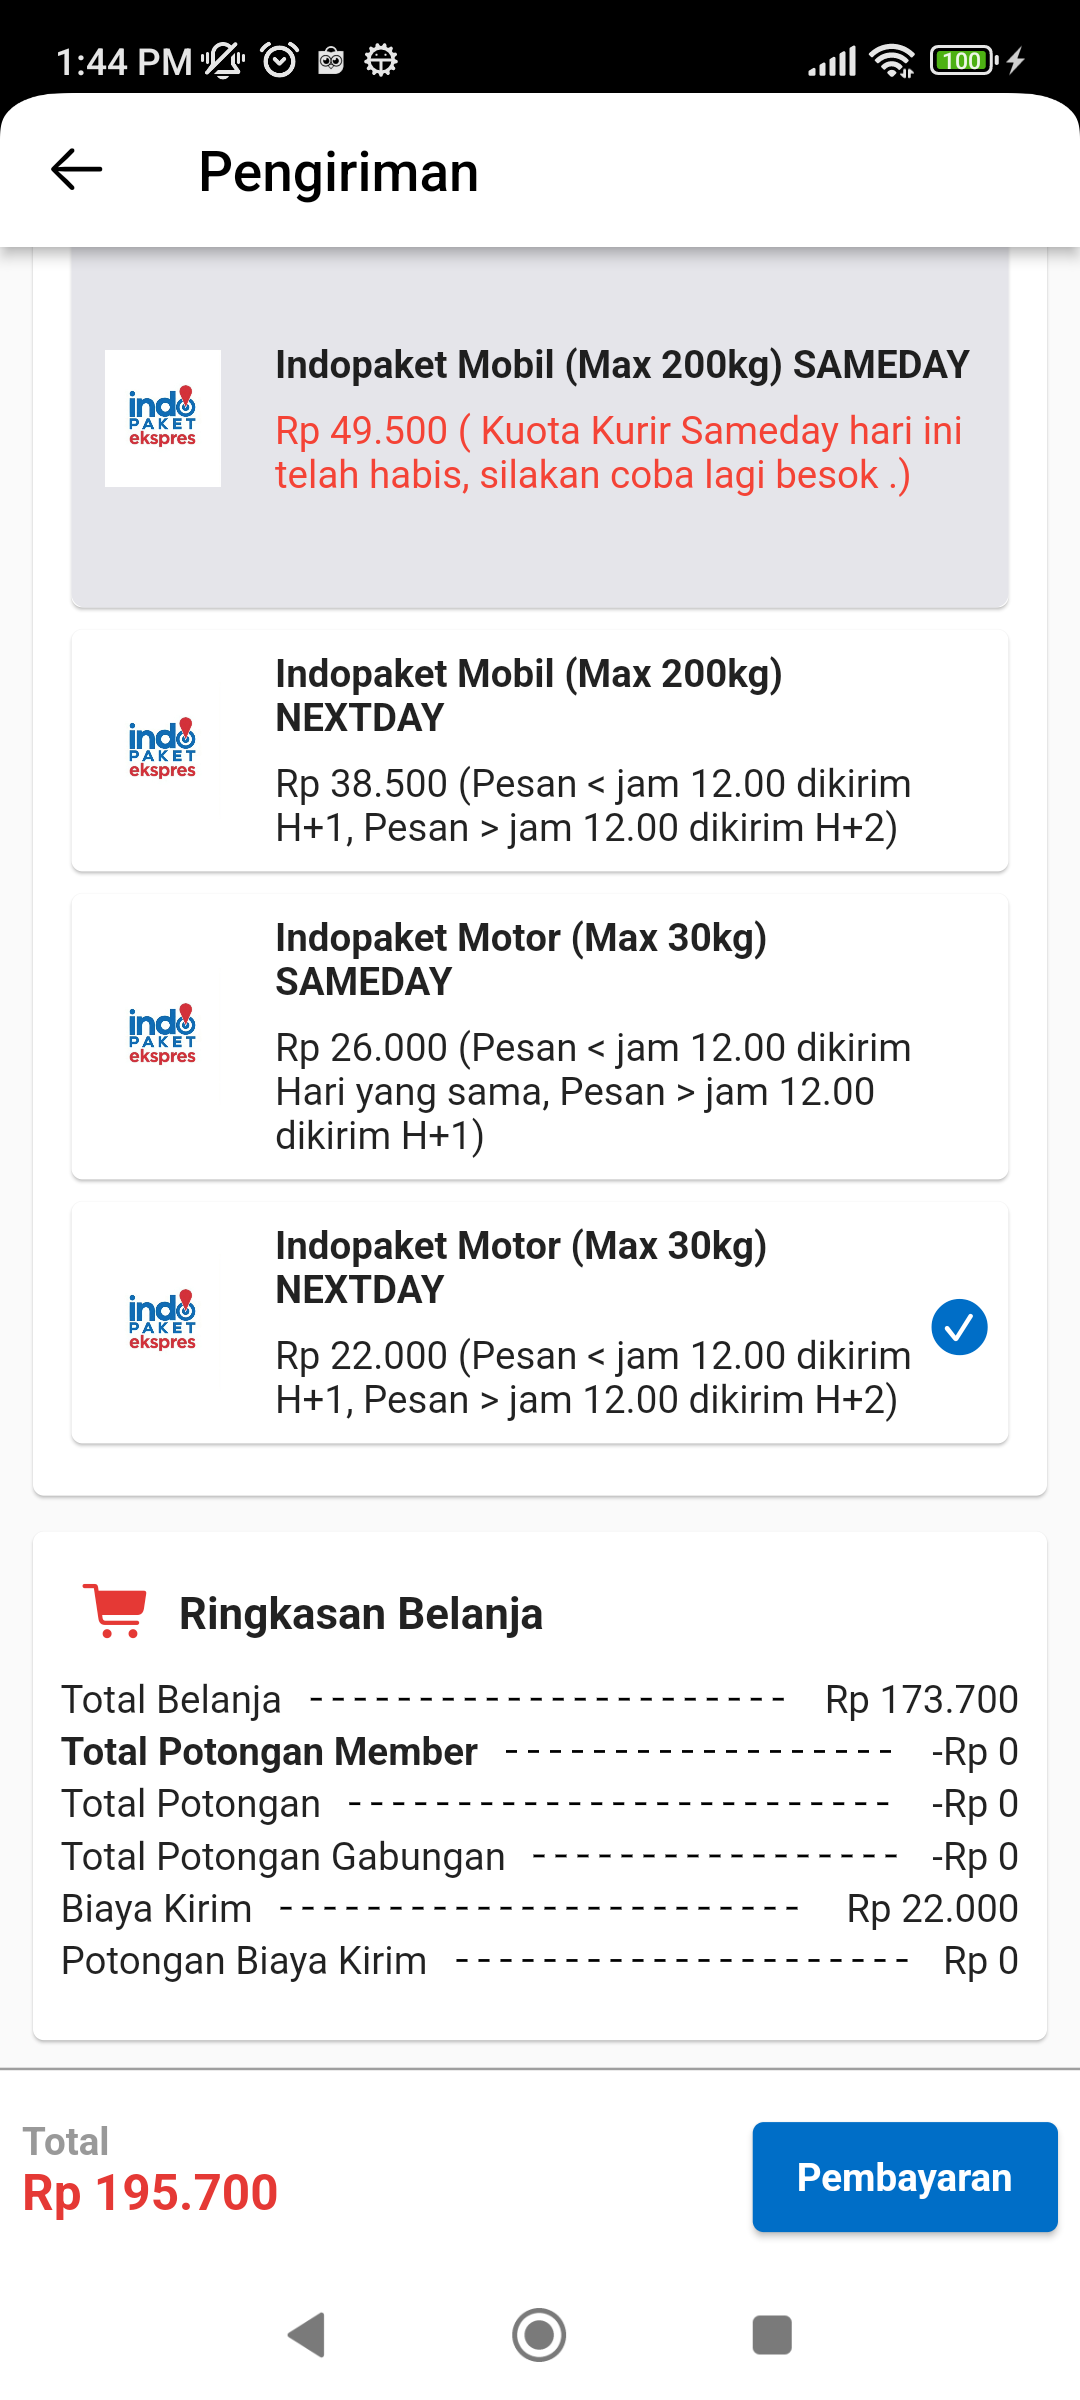 1:44 PM
100
Pengiriman
indo
PAKET
ekspres
Indopaket Mobil (Max 200kg) SAMEDAY
Rp 49.500 ( Kuota Kurir Sameday hari ini
telah habis, silakan coba lagi besok .)
indo
PAKET
ekspres
Indopaket Mobil (Max 200kg)
NEXTDAY
Rp 38.500 (Pesan < jam 12.00 dikirim
H+1, Pesan > jam 12.00 dikirim H+2)
indo
PAKET
ekspres
Indopaket Motor (Max 30kg)
SAMEDAY
Rp 26.000 (Pesan < jam 12.00 dikirim
Hari yang sama, Pesan > jam 12.00
dikirim H+1)
indo
PAKET
ekspres
Indopaket Motor (Max 30kg)
NEXTDAY
Rp 22.000 (Pesan < jam 12.00 dikirim
H+1, Pesan > jam 12.00 dikirim H+2)
Ringkasan Belanja
Total Belanja ---------------------- Rp 173.700
Total Potongan Member ------------------ -Rp 0
Total Potongan ------------------------- -Rp 0
Total Potongan Gabungan ----------------- -Rp 0
Biaya Kirim ------------------------ Rp 22.000
Potongan Biaya Kirim --------------------- Rp 0
Total
Rp 195.700
Pembayaran